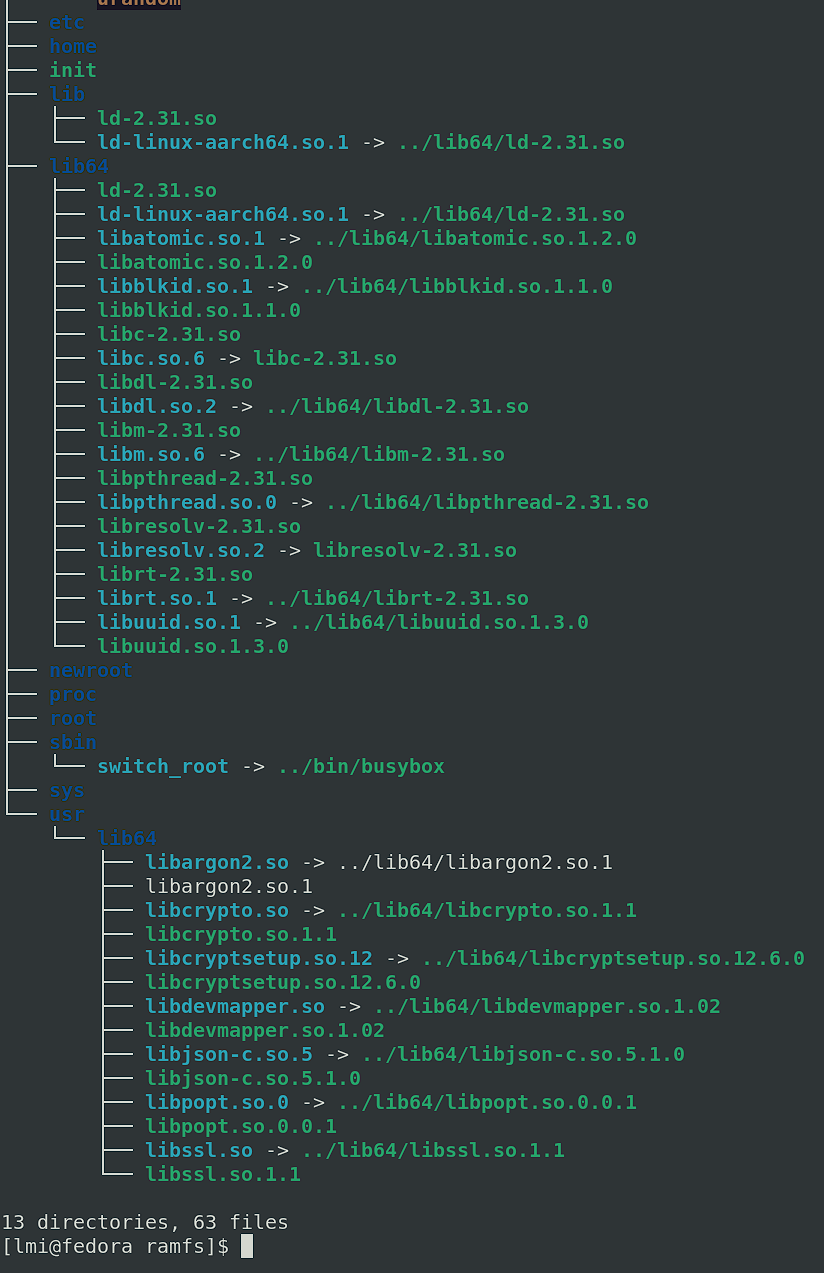 urandom
├── etc
├── home
├── init
├── lib
│   ├── ld-2.31.so
│   └── ld-linux-aarch64.so.1 -> ../lib64/ld-2.31.so
├── lib64
│   ├── ld-2.31.so
│   ├── ld-linux-aarch64.so.1 -> ../lib64/ld-2.31.so
│   ├── libatomic.so.1 -> ../lib64/libatomic.so.1.2.0
│   ├── libatomic.so.1.2.0
│   ├── libblkid.so.1 -> ../lib64/libblkid.so.1.1.0
│   ├── libblkid.so.1.1.0
│   ├── libc-2.31.so
│   ├── libc.so.6 -> libc-2.31.so
│   ├── libdl-2.31.so
│   ├── libdl.so.2 -> ../lib64/libdl-2.31.so
│   ├── libm-2.31.so
│   ├── libm.so.6 -> ../lib64/libm-2.31.so
│   ├── libpthread-2.31.so
│   ├── libpthread.so.0 -> ../lib64/libpthread-2.31.so
│   ├── libresolv-2.31.so
│   ├── libresolv.so.2 -> libresolv-2.31.so
│   ├── librt-2.31.so
│   ├── librt.so.1 -> ../lib64/librt-2.31.so
│   ├── libuuid.so.1 -> ../lib64/libuuid.so.1.3.0
│   └── libuuid.so.1.3.0
├── newroot
├── proc
├── root
├── sbin
│   └── switch_root -> ../bin/busybox
├── sys
└── usr
    └── lib64
        ├── libargon2.so -> ../lib64/libargon2.so.1
        ├── libargon2.so.1
        ├── libcrypto.so -> ../lib64/libcrypto.so.1.1
        ├── libcrypto.so.1.1
        ├── libcryptsetup.so.12 -> ../lib64/libcryptsetup.so.12.6.0
        ├── libcryptsetup.so.12.6.0
        ├── libdevmapper.so -> ../lib64/libdevmapper.so.1.02
        ├── libdevmapper.so.1.02
        ├── libjson-c.so.5 -> ../lib64/libjson-c.so.5.1.0
        ├── libjson-c.so.5.1.0
        ├── libpopt.so.0 -> ../lib64/libpopt.so.0.0.1
        ├── libpopt.so.0.0.1
        ├── libssl.so -> ../lib64/libssl.so.1.1
        └── libssl.so.1.1
13 directories, 63 files
[lmi@fedora ramfs]$